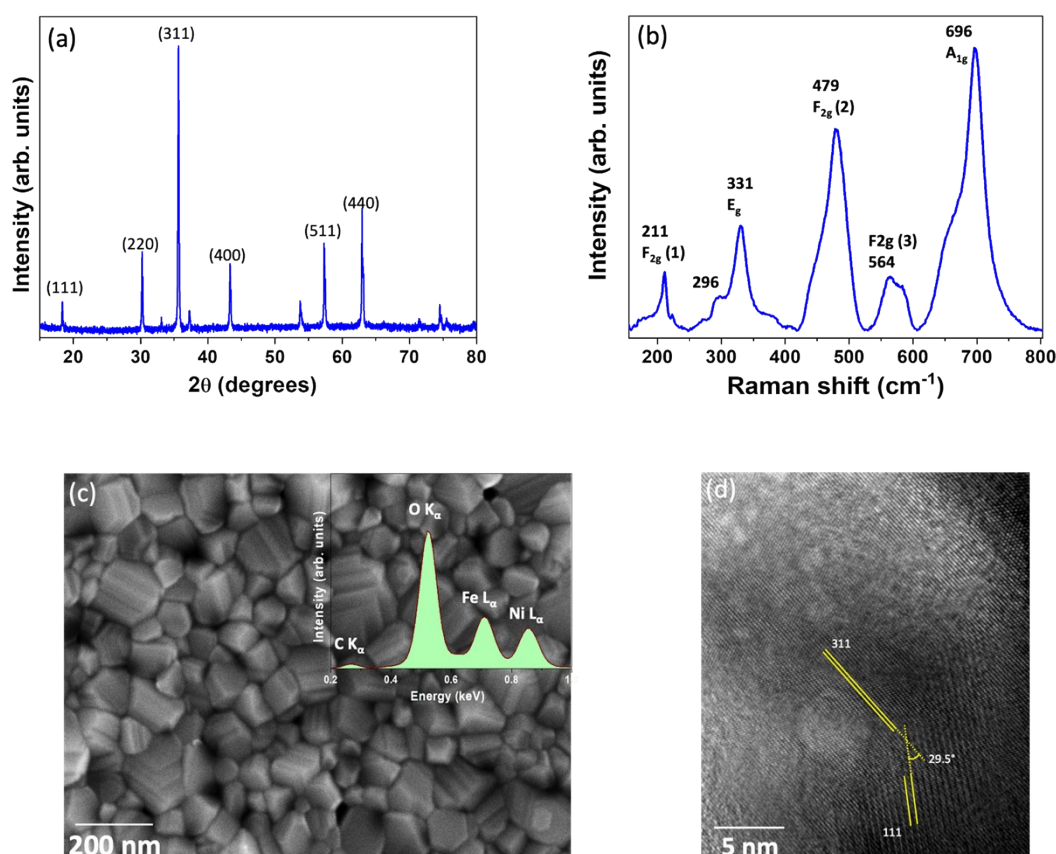 (a)
(311)
(440)
(220)
(511)
(400)
(111)
Intensity (arb. units)
20 30 40 50 60 70 80
2θ (degrees)
(b)
696
A1g
479
F2g (2)
331
Eg
211
F2g (1)
296
F2g (3)
564
Intensity (arb. units)
200 300 400 500 600 700 800
Raman shift (cm-1)
(c)
O Kα
Fe Lα
Ni Lα
C Kα
Intensity (arb. units)
0.2 0.4 0.6 0.8 1
Energy (keV)
200 nm
(d)
311
29.5°
111
5 nm